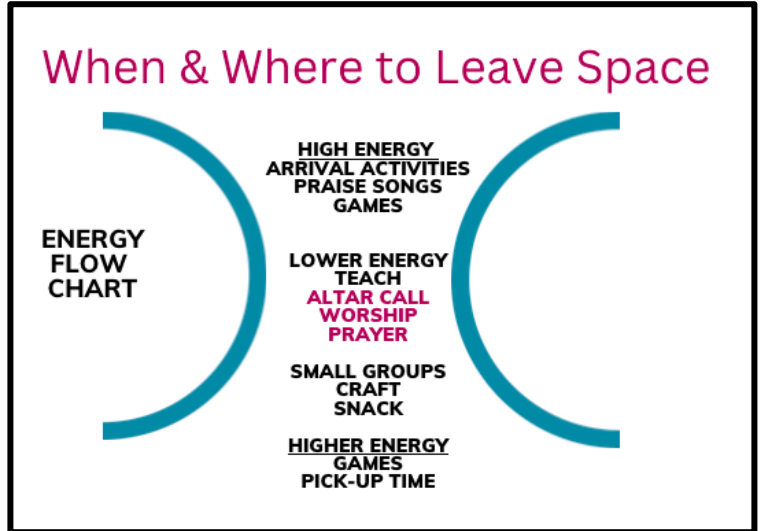 When & Where to Leave Space
ENERGY
FLOW
CHART
HIGH ENERGY
ARRIVAL ACTIVITIES
PRAISE SONGS
GAMES
LOWER ENERGY
TEACH
ALTAR CALL
WORSHIP
PRAYER
SMALL GROUPS
CRAFT
SNACK
HIGHER ENERGY
GAMES
PICK-UP TIME